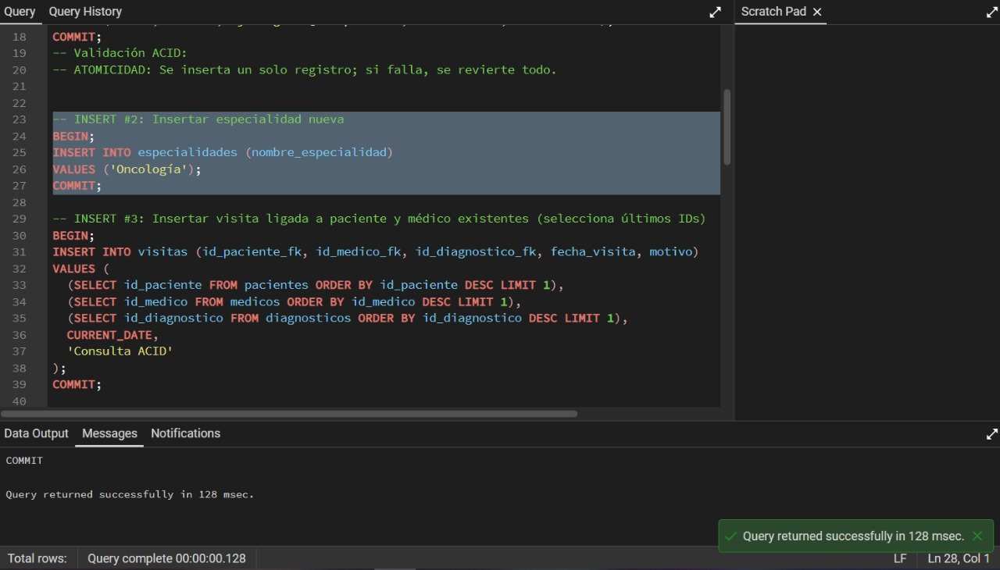 Query Query History
Scratch Pad
18 COMMIT;
19 -- Validación ACID:
20 -- ATOMICIDAD: Se inserta un solo registro; si falla, se revierte todo.
21
22
23 -- INSERT #2: Insertar especialidad nueva
24 BEGIN;
25 INSERT INTO especialidades (nombre_especialidad)
26 VALUES ('Oncología');
27 COMMIT;
28
29 -- INSERT #3: Insertar visita ligada a paciente y médico existentes (selecciona últimos IDs)
30 BEGIN;
31 INSERT INTO visitas (id_paciente_fk, id_medico_fk, id_diagnostico_fk, fecha_visita, motivo)
32 VALUES (
33 (SELECT id_paciente FROM pacientes ORDER BY id_paciente DESC LIMIT 1),
34 (SELECT id_medico FROM medicos ORDER BY id_medico DESC LIMIT 1),
35 (SELECT id_diagnostico FROM diagnosticos ORDER BY id_diagnostico DESC LIMIT 1),
36 CURRENT_DATE,
37 'Consulta ACID'
38 );
39 COMMIT;
40
Data Output Messages Notifications
COMMIT
Query returned successfully in 128 msec.
Query returned successfully in 128 msec.
Total rows: Query complete 00:00:00.128 LF Ln 28, Col 1